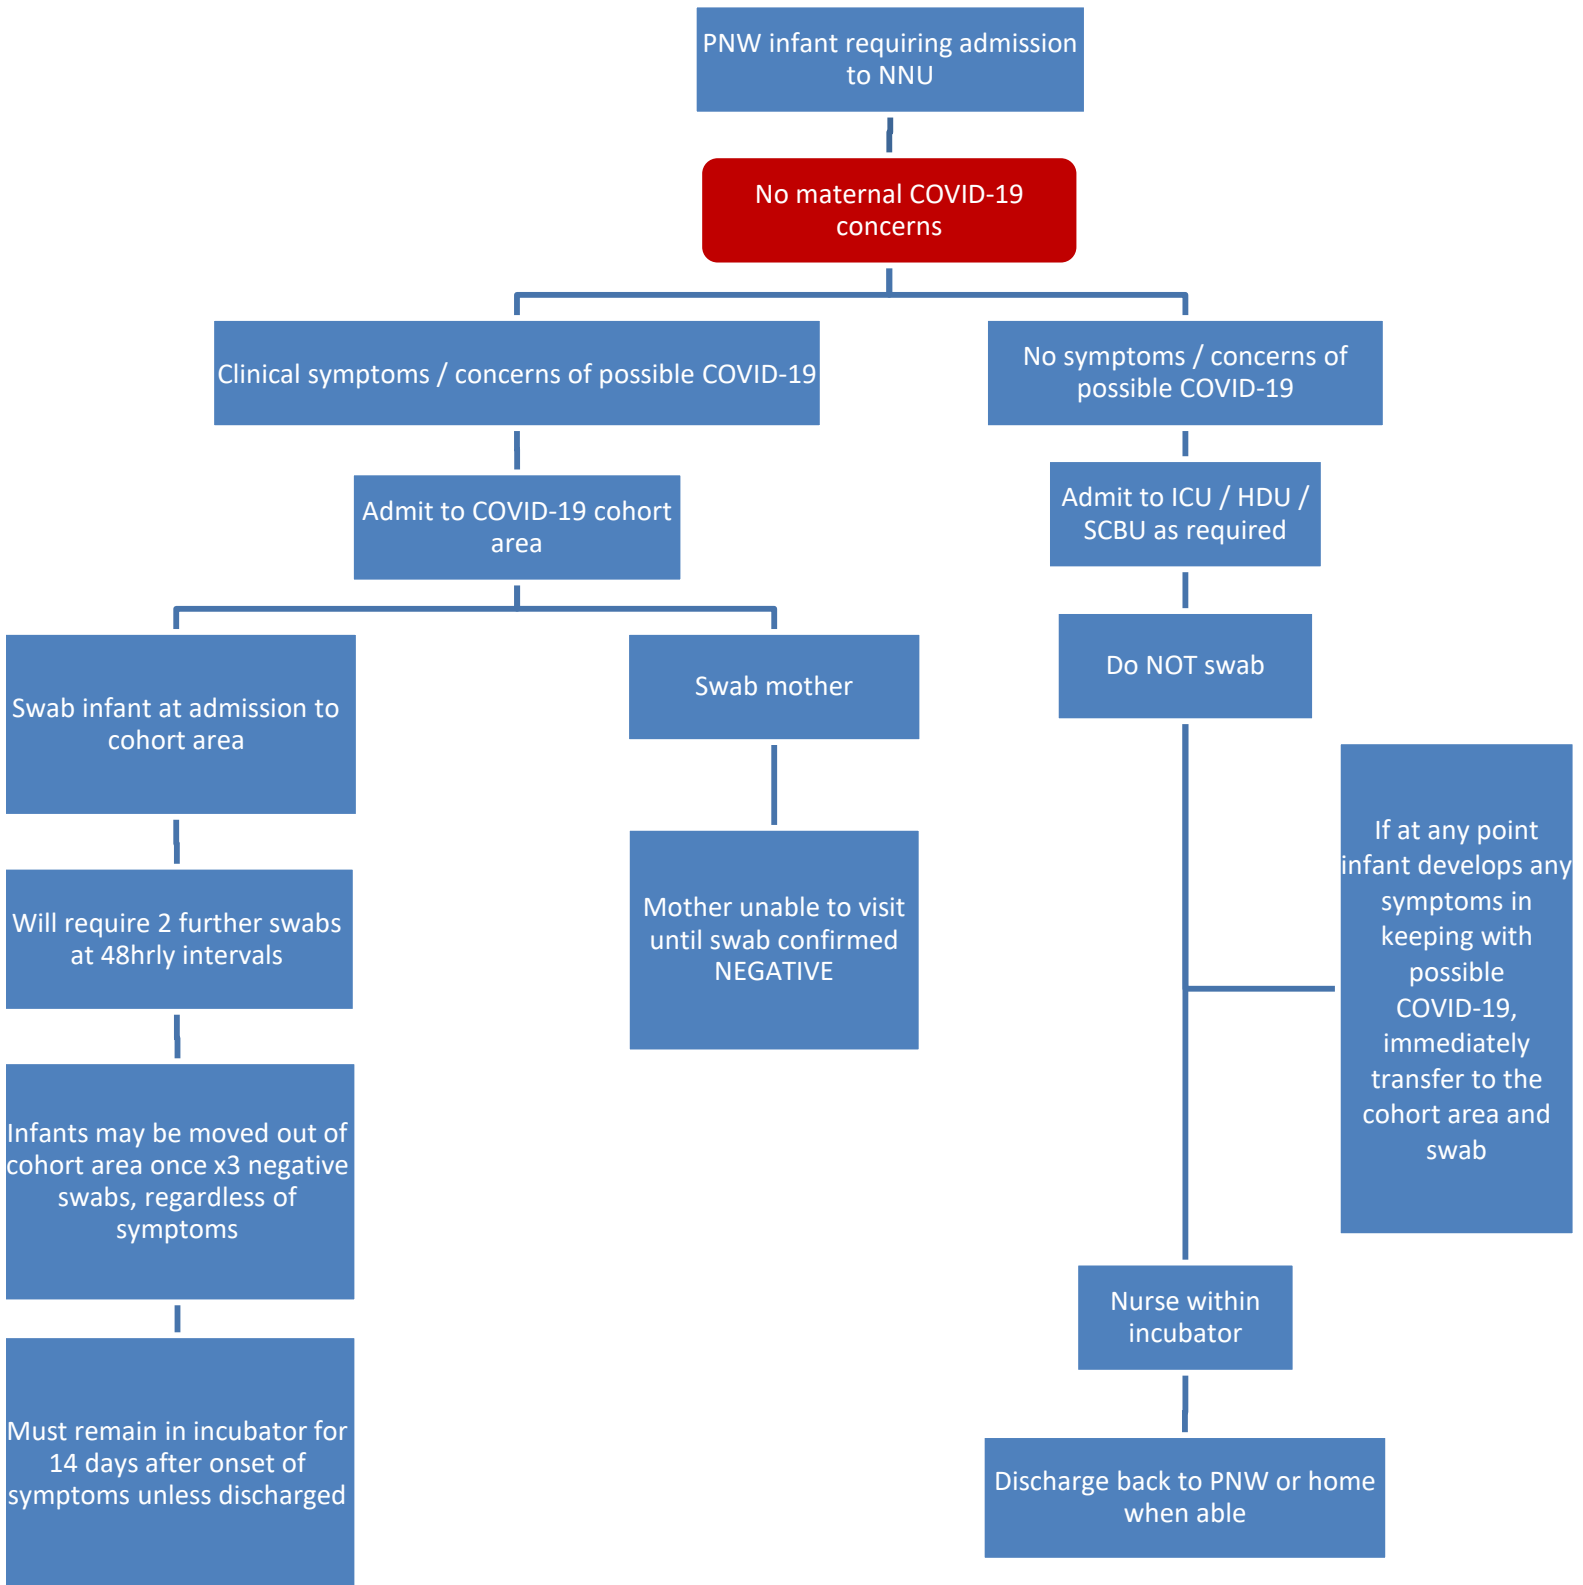 PNW infant requiring admission
to NNU
No maternal COVID-19
concerns
Clinical symptoms / concerns of possible COVID-19
No symptoms / concerns of
possible COVID-19
Admit to COVID-19 cohort
area
Admit to ICU / HDU /
SCBU as required
Swab infant at admission to
cohort area
Swab mother
Do NOT swab
Will require 2 further swabs
at 48hrly intervals
Mother unable to visit
until swab confirmed
NEGATIVE
If at any point
infant develops any
symptoms in
keeping with
possible
COVID-19,
immediately
transfer to the
cohort area and
swab
Infants may be moved out of
cohort area once x3 negative
swabs, regardless of
symptoms
Nurse within
incubator
Must remain in incubator for
14 days after onset of
symptoms unless discharged
Discharge back to PNW or home
when able